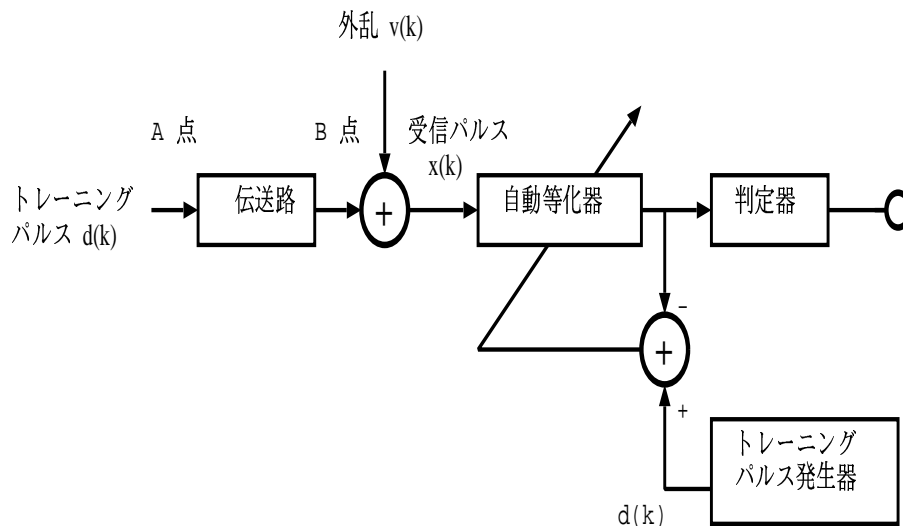 外乱 v(k)
A 点
B 点
受信パルス
x(k)
トレーニング
パルス d(k)
伝送路
+
自動等化器
判定器
-
+
+
トレーニング
パルス発生器
d(k)